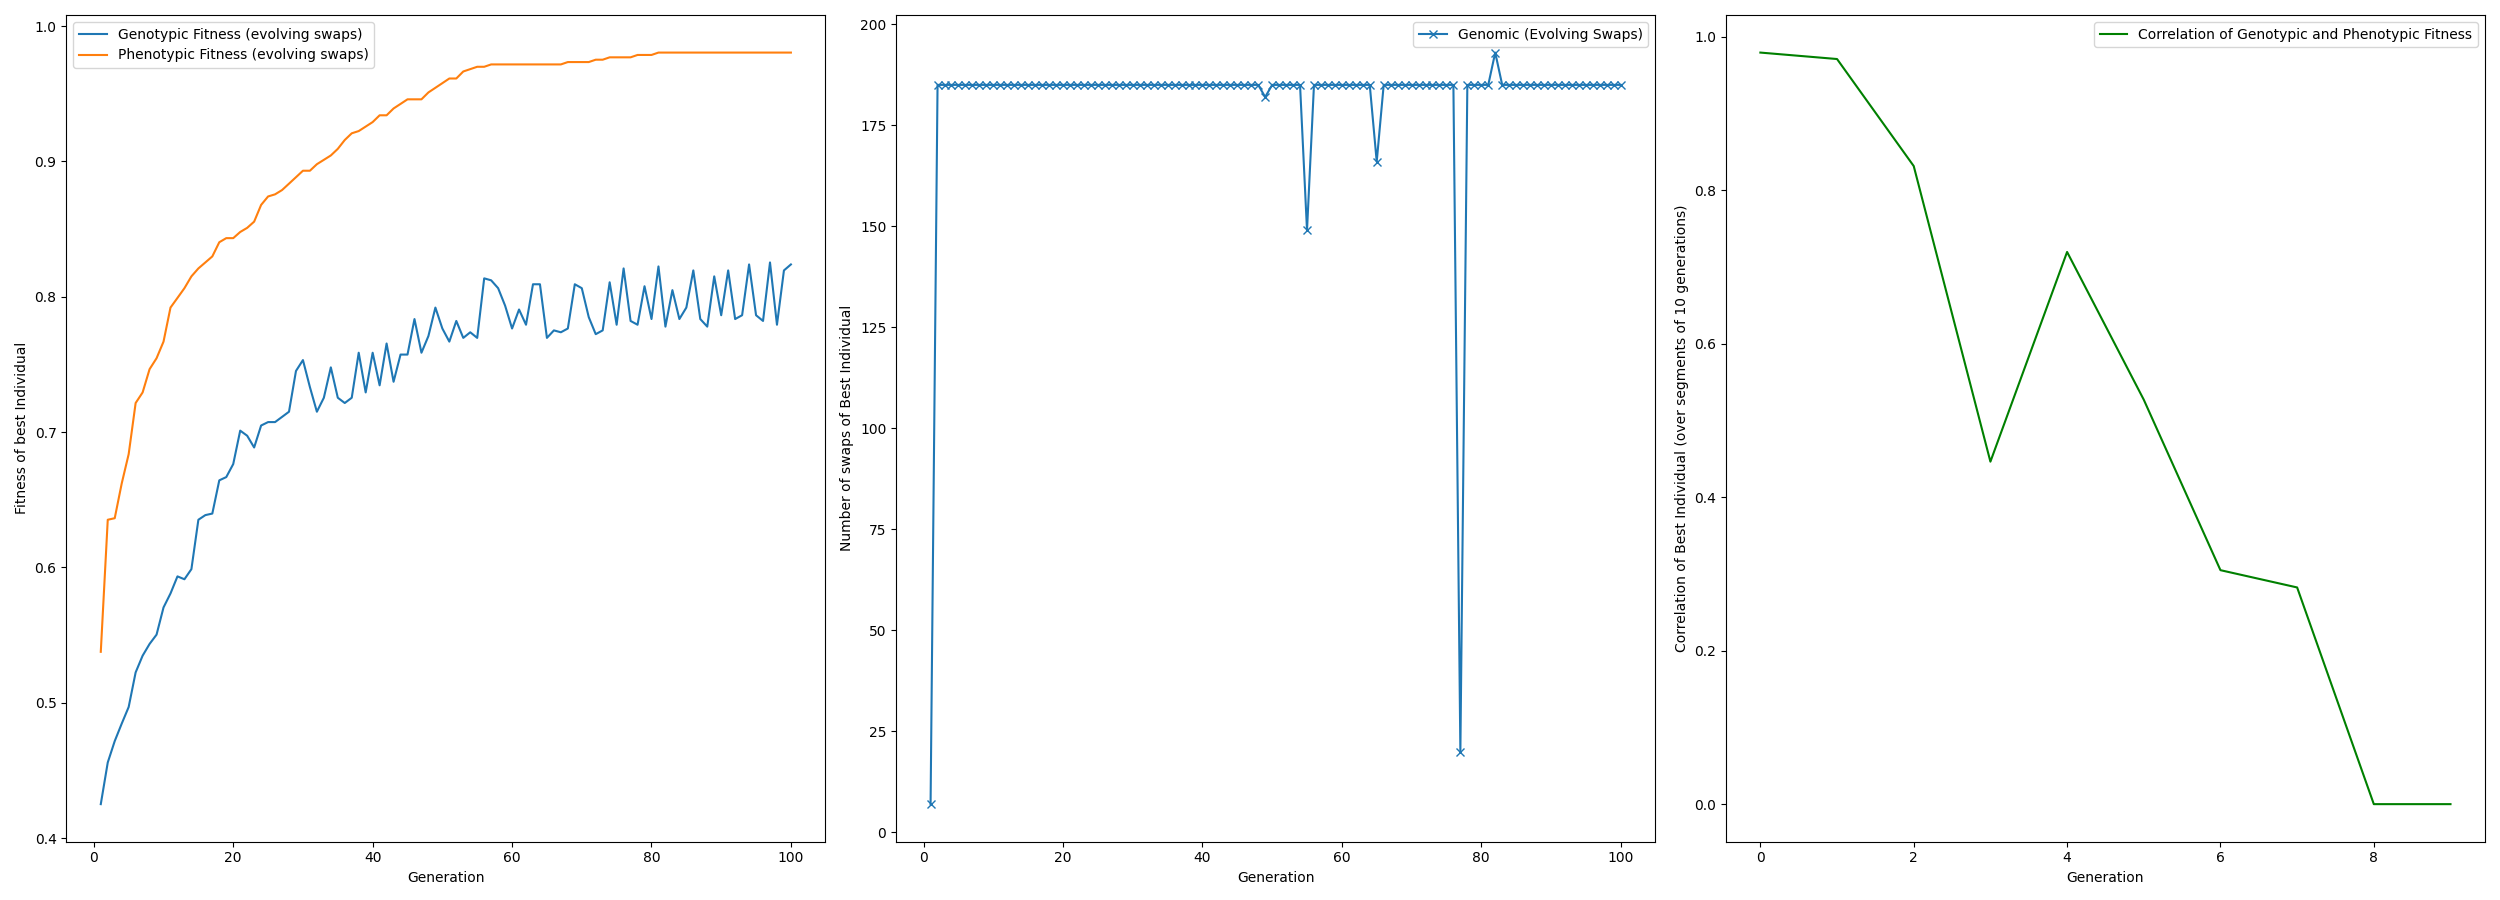 Fitness of best Individual
1.0
0.9
0.8
0.7
0.6
0.5
0.4
Genotypic Fitness (evolving swaps)
Phenotypic Fitness (evolving swaps)
0 20 40 60 80 100
Generation
Number of swaps of Best Individual
200
175
150
125
100
75
50
25
0
Genomic (Evolving Swaps)
0 20 40 60 80 100
Generation
Correlation of Best Individual (over segments of 10 generations)
1.0
0.8
0.6
0.4
0.2
0.0
Correlation of Genotypic and Phenotypic Fitness
0 2 4 6 8
Generation